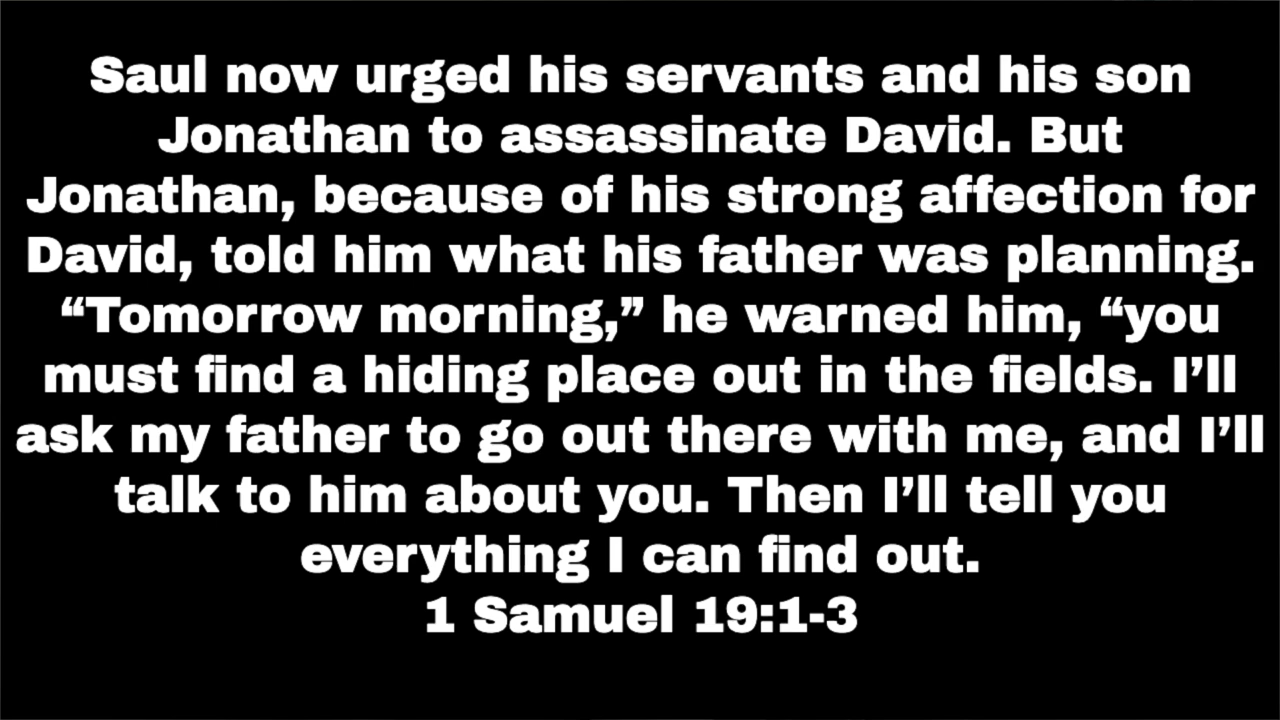 Saul now urged his servants and his son
Jonathan to assassinate David. But
Jonathan, because of his strong affection for
David, told him what his father was planning.
“Tomorrow morning,” he warned him, “you
must find a hiding place out in the fields. I’ll
ask my father to go out there with me, and I’ll
talk to him about you. Then I’ll tell you
everything I can find out.
1 Samuel 19:1-3